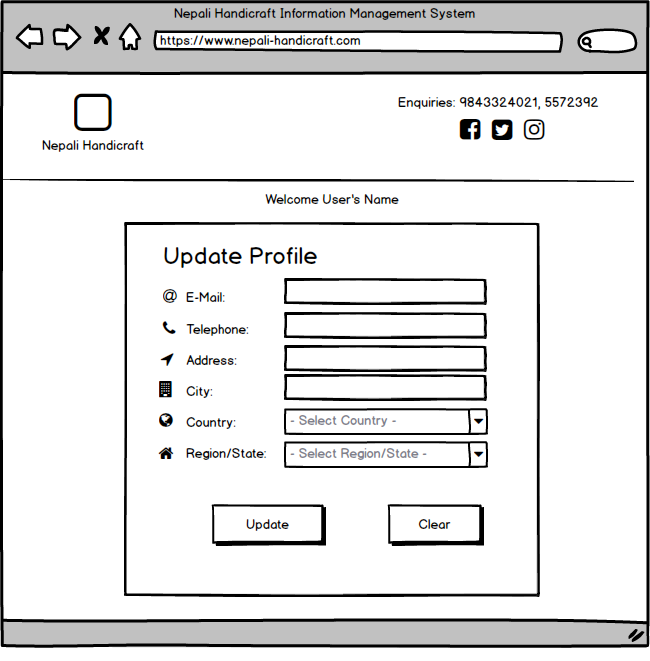 Nepali Handicraft Information Management System
https://www.nepali-handicraft.com
Enquiries: 9843324021, 5572392
Nepali Handicraft
Welcome User's Name
Update Profile
@ E-Mail:
Telephone:
Address:
City:
Country: - Select Country -
Region/State: - Select Region/State -
Update Clear